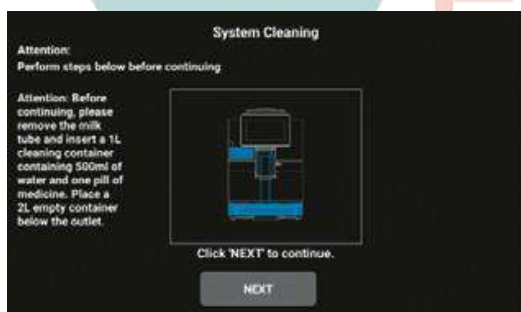 System Cleaning
Attention:
Perform steps below before continuing
Attention: Before
continuing, please
remove the milk
tube and insert a 1L
cleaning container
containing 500ml of
water and one pill of
medicine. Place a
2L empty container
below the outlet.
Click 'NEXT' to continue.
NEXT